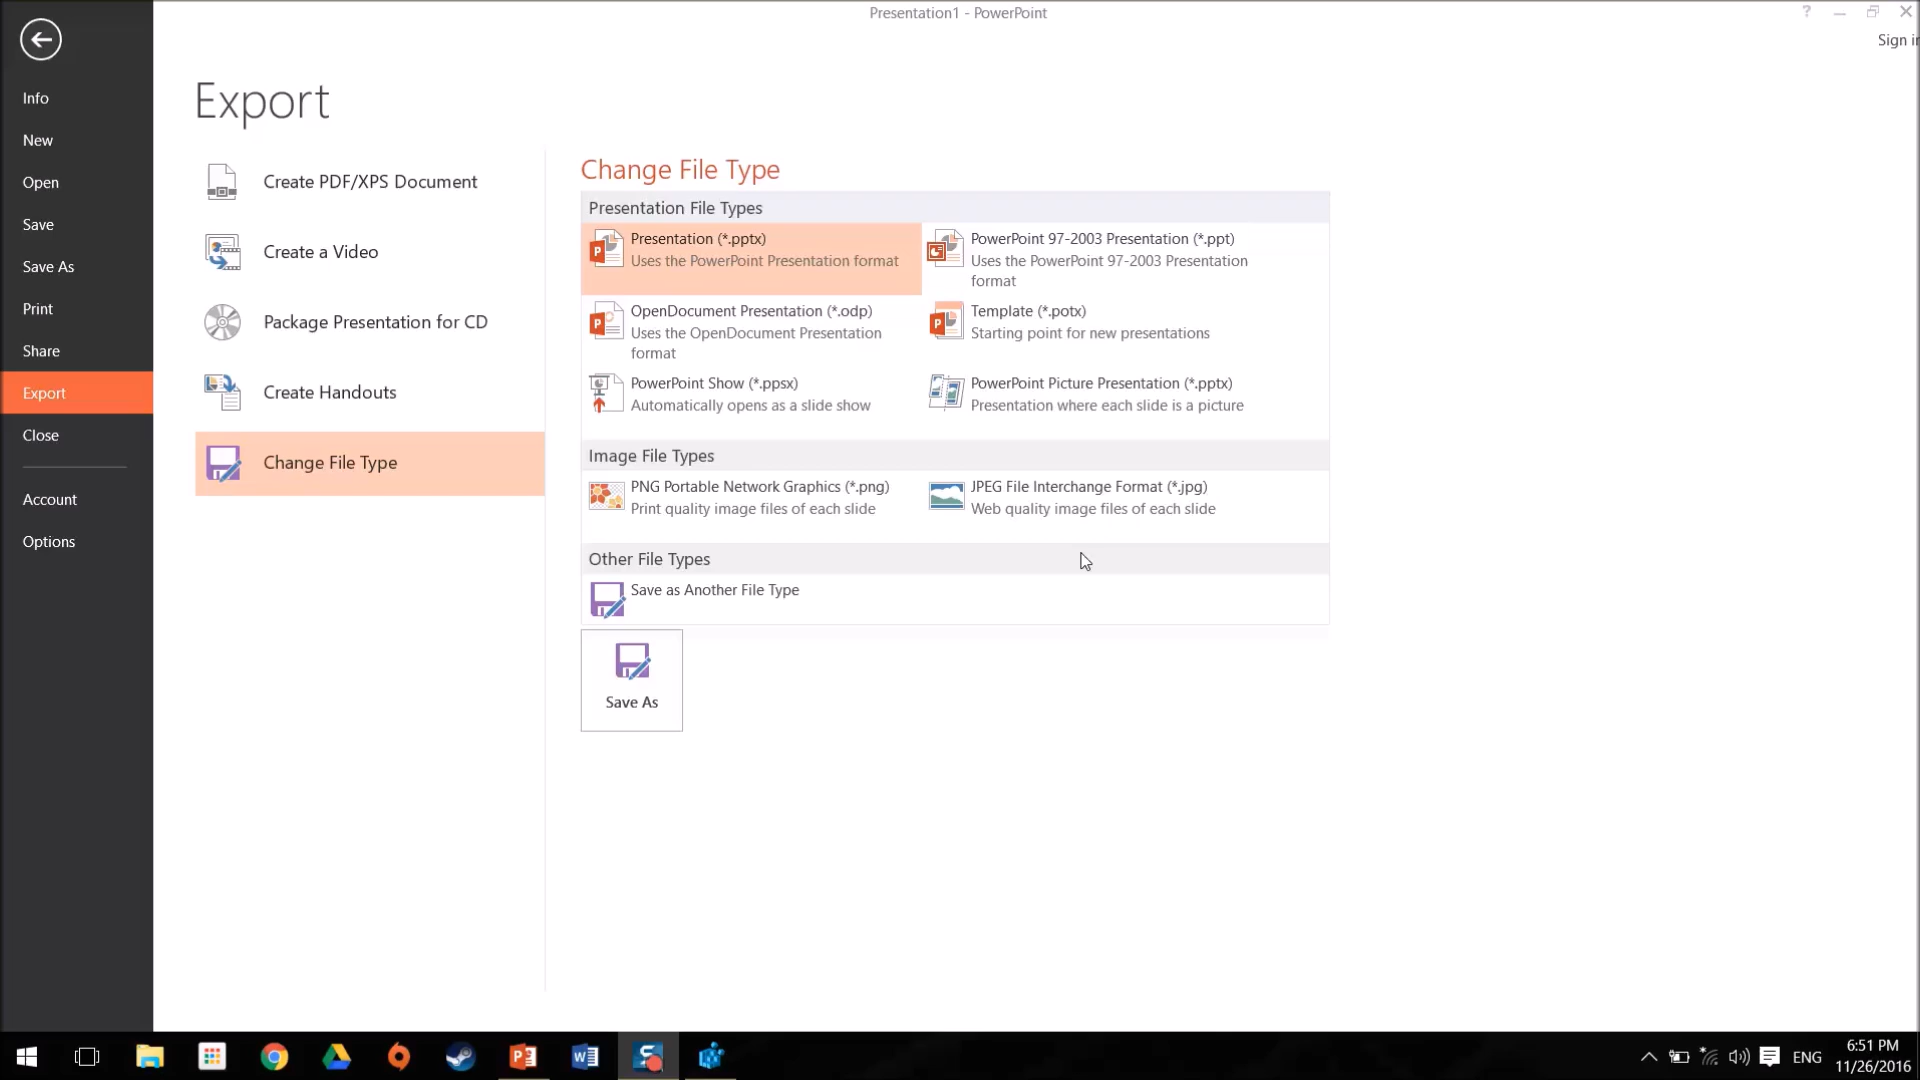 Presentation1 - PowerPoint
?
Sign in
Info
New
Open
Save
Save As
Print
Share
Export
Close
Account
Options
Export
Create PDF/XPS Document
Create a Video
Package Presentation for CD
Create Handouts
Change File Type
Change File Type
Presentation File Types
Presentation (*.pptx)
Uses the PowerPoint Presentation format
PowerPoint 97-2003 Presentation (*.ppt)
Uses the PowerPoint 97-2003 Presentation
format
OpenDocument Presentation (*.odp)
Uses the OpenDocument Presentation
format
Template (*.potx)
Starting point for new presentations
PowerPoint Show (*.ppsx)
Automatically opens as a slide show
PowerPoint Picture Presentation (*.pptx)
Presentation where each slide is a picture
Image File Types
PNG Portable Network Graphics (*.png)
Print quality image files of each slide
JPEG File Interchange Format (*.jpg)
Web quality image files of each slide
Other File Types
Save as Another File Type
Save As
ENG
6:51 PM
11/26/2016